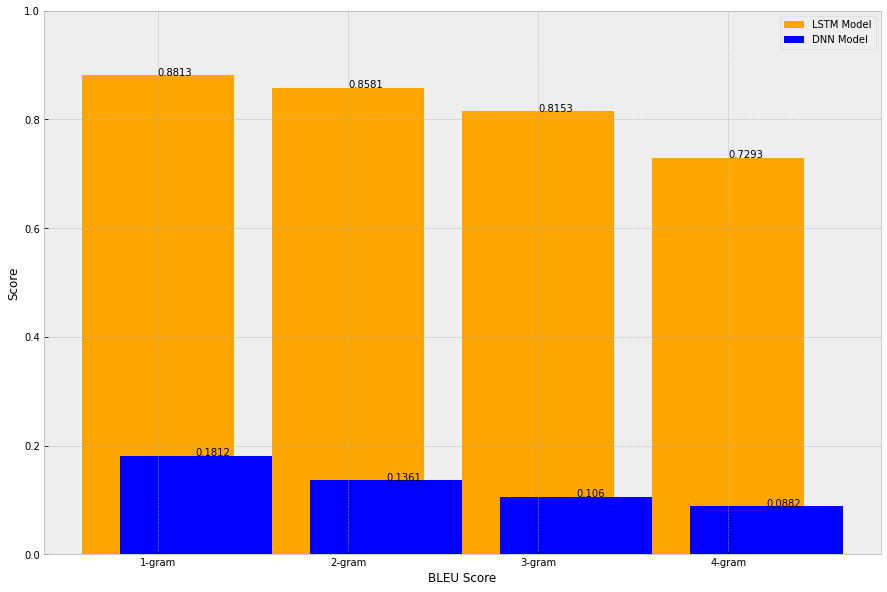 1.0
0.8
0.6
0.4
0.2
0.0
Score
LSTM Model
DNN Model
0.8813
0.8581
0.8153
0.7293
0.1812
0.1361
0.106
0.0882
1-gram
2-gram
3-gram
4-gram
BLEU Score